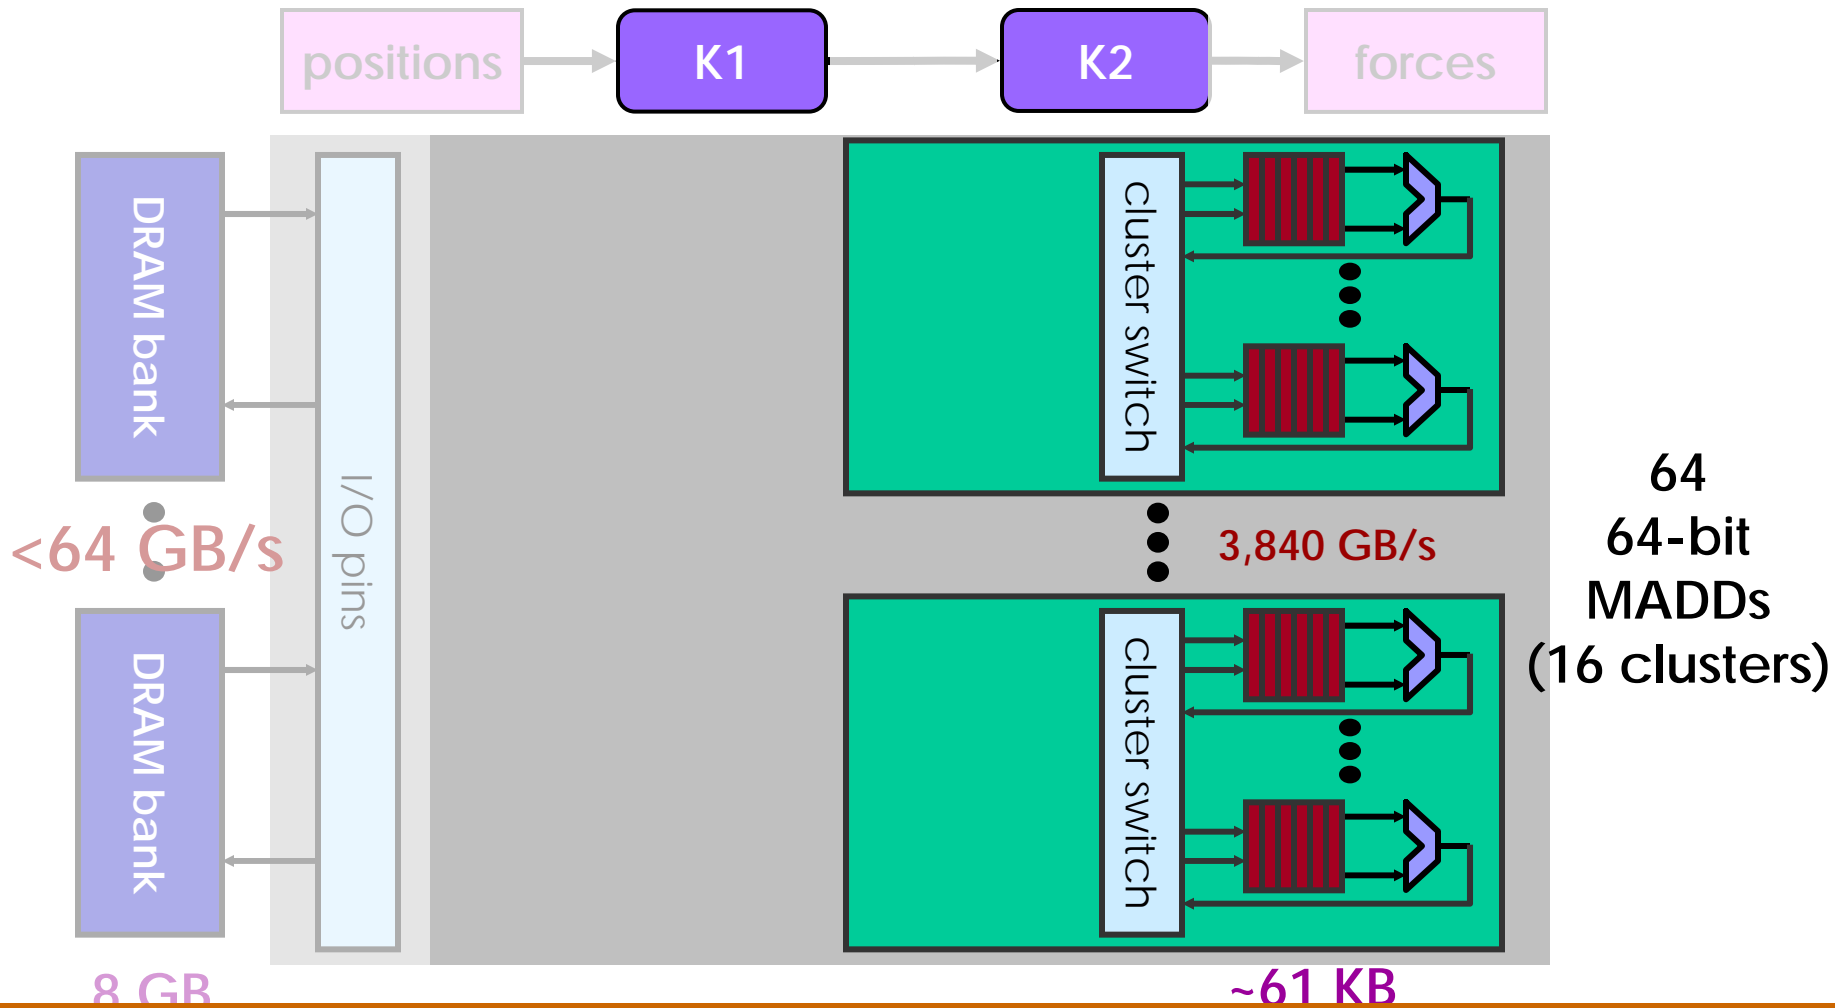 positions
K1
K2
forces
DRAM bank
I/O pins
Cluster switch
<64 GB/s
3,840 GB/s
64
64-bit
MADDs
(16 clusters)
DRAM bank
Cluster switch
8 GB
~61 KB